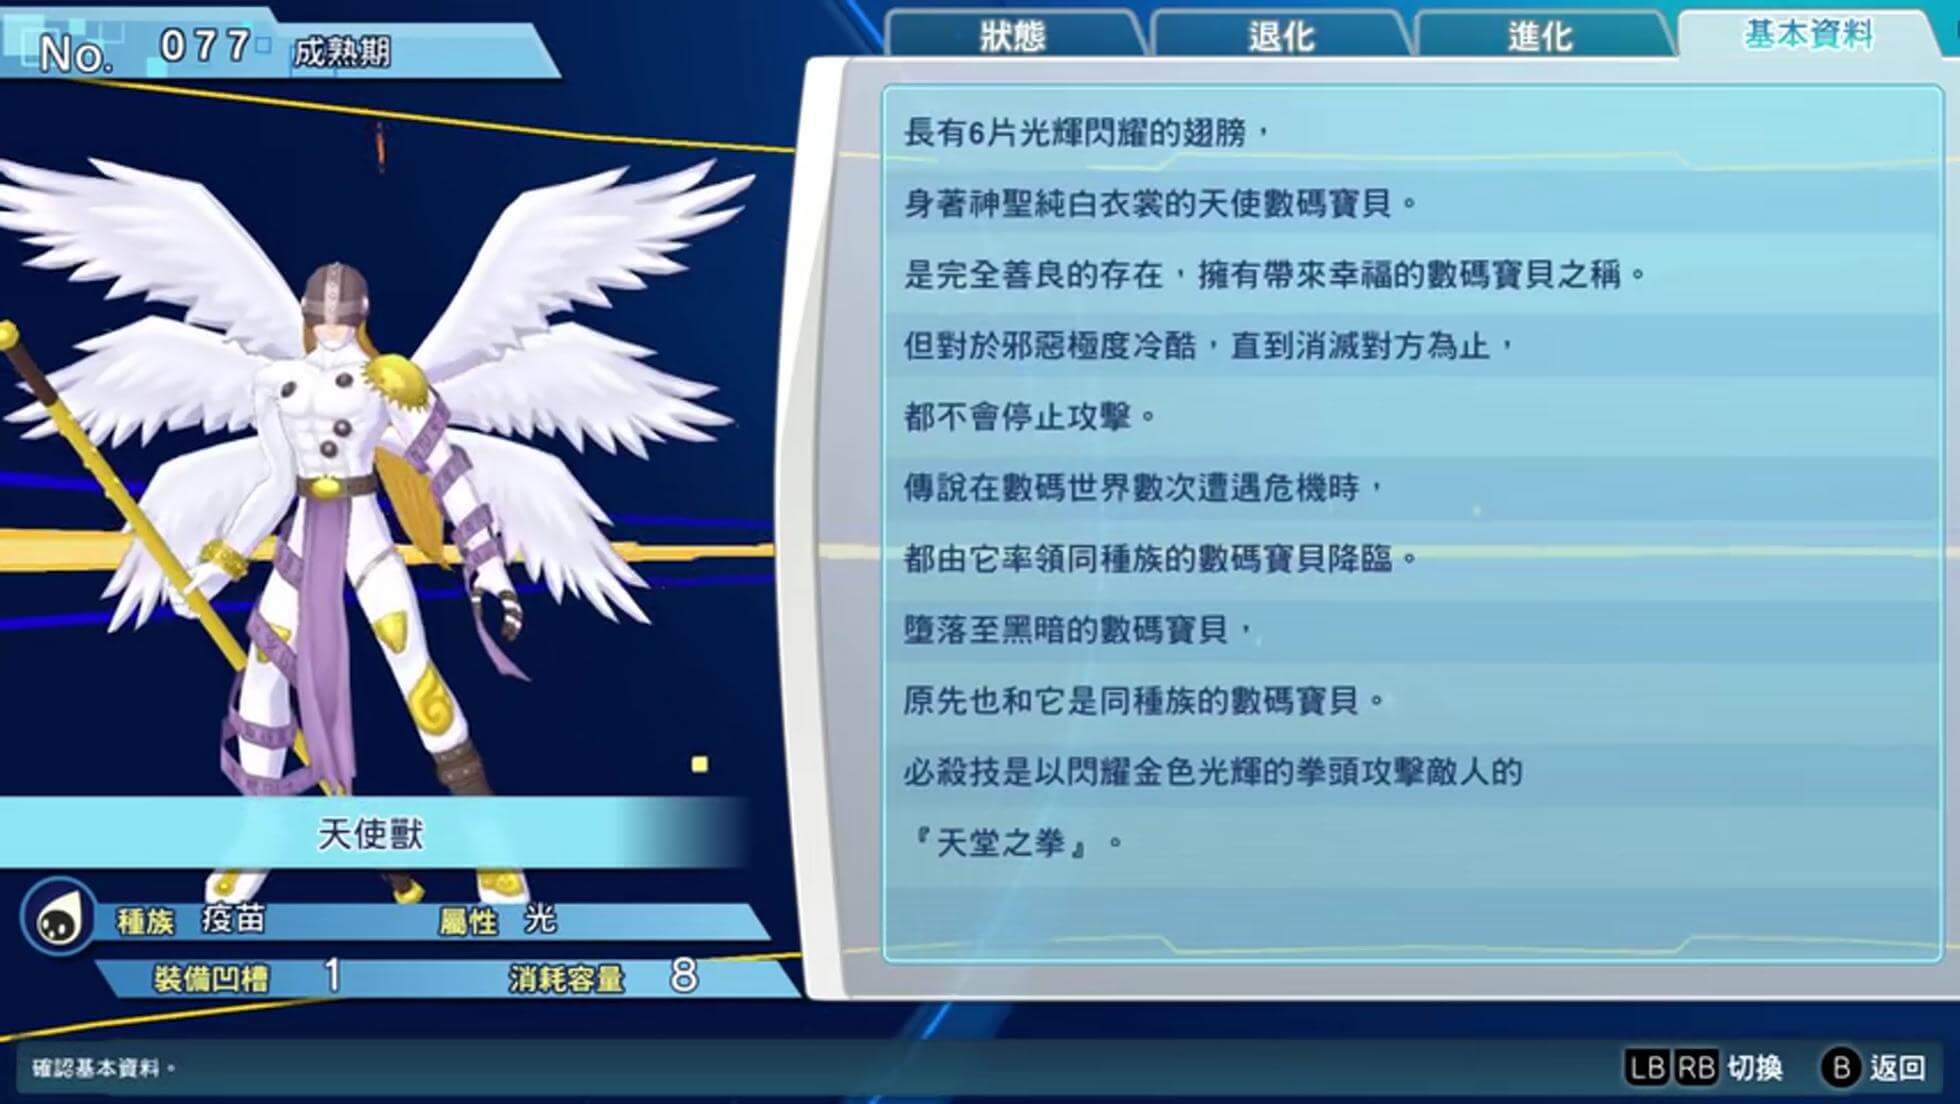 No. 077 成熟期
狀態 退化 進化 基本資料
長有6片光輝閃耀的翅膀，
身著神聖純白衣裳的天使數碼寶貝。
是完全善良的存在，擁有帶來幸福的數碼寶貝之稱。
但對於邪惡極度冷酷，直到消滅對方為止，
都不會停止攻擊。
傳說在數碼世界數次遭遇危機時，
都由它率領同種族的數碼寶貝降臨。
墮落至黑暗的數碼寶貝，
原先也和它是同種族的數碼寶貝。
必殺技是以閃耀金色光輝的拳頭攻擊敵人的
『天堂之拳』。
天使獸
種族 疫苗 屬性 光
裝備凹槽 1 消耗容量 8
確認基本資料。
LB RB 切換 B 返回